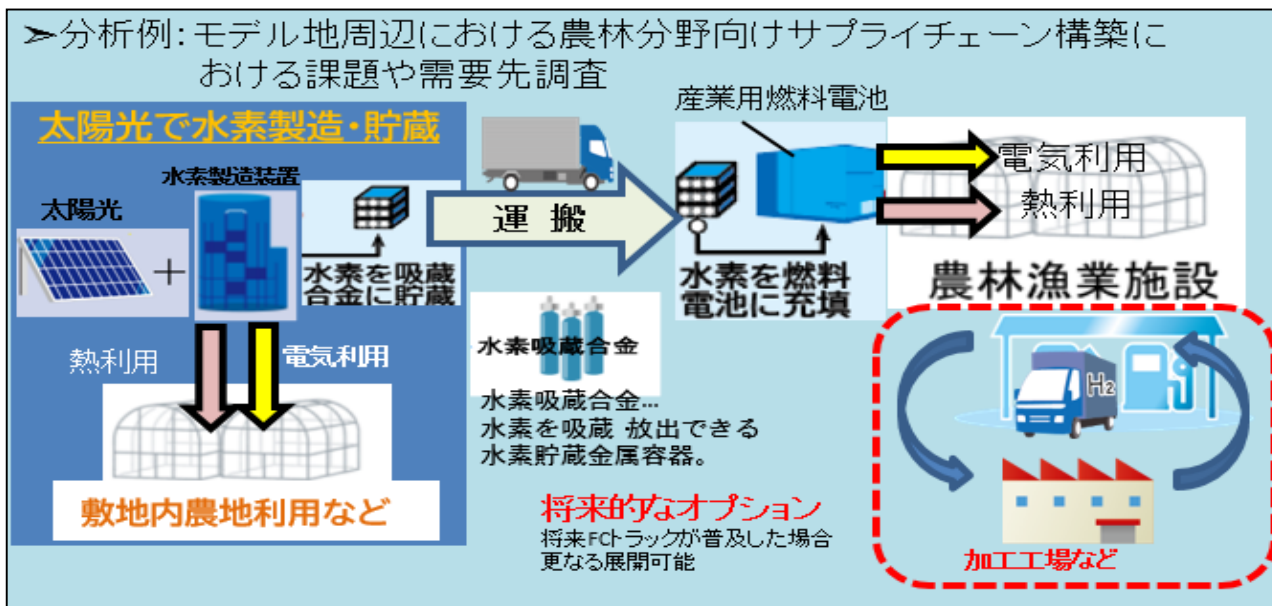 ➢分析例：モデル地周辺における農林分野向けサプライチェーン構築に
おける課題や需要先調査
太陽光で水素製造・貯蔵
水素製造装置
太陽光
+
水素を吸蔵
合金に貯蔵
熱利用
電気利用
敷地内農地利用など
運 搬
水素吸蔵合金
水素吸蔵合金…
水素を吸蔵・放出できる
水素貯蔵金属容器。
産業用燃料電池
水素を燃料
電池に充填
電気利用
熱利用
農林漁業施設
H2
加工工場など
将来的なオプション
将来FCトラックが普及した場合
更なる展開可能